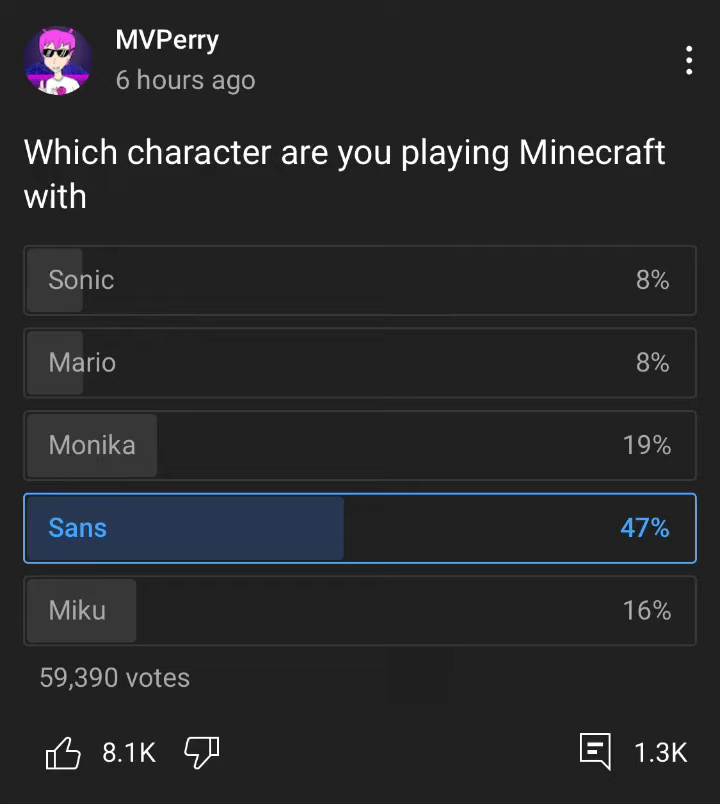 MVPerry
6 hours ago
Which character are you playing Minecraft
with
Sonic 8%
Mario 8%
Monika 19%
Sans 47%
Miku 16%
59,390 votes
8.1K 1.3K